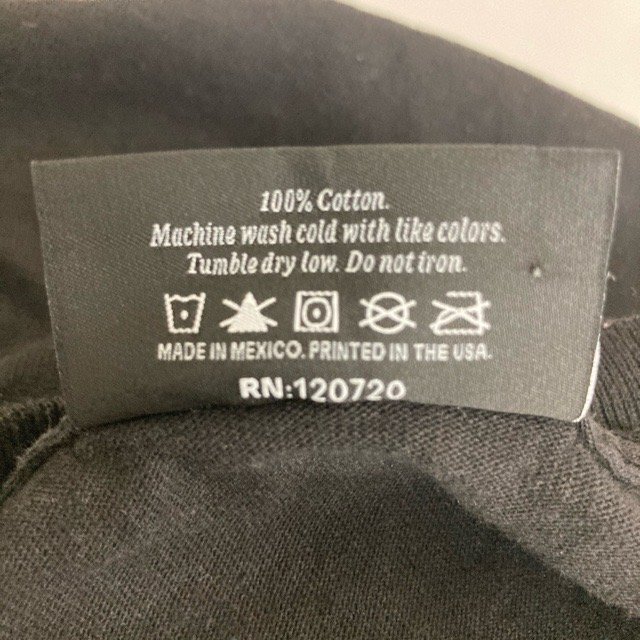 100% Cotton.
Machine wash cold with like colors.
Tumble dry low. Do not iron.
MADE IN MEXICO. PRINTED IN THE USA.
RN:120720